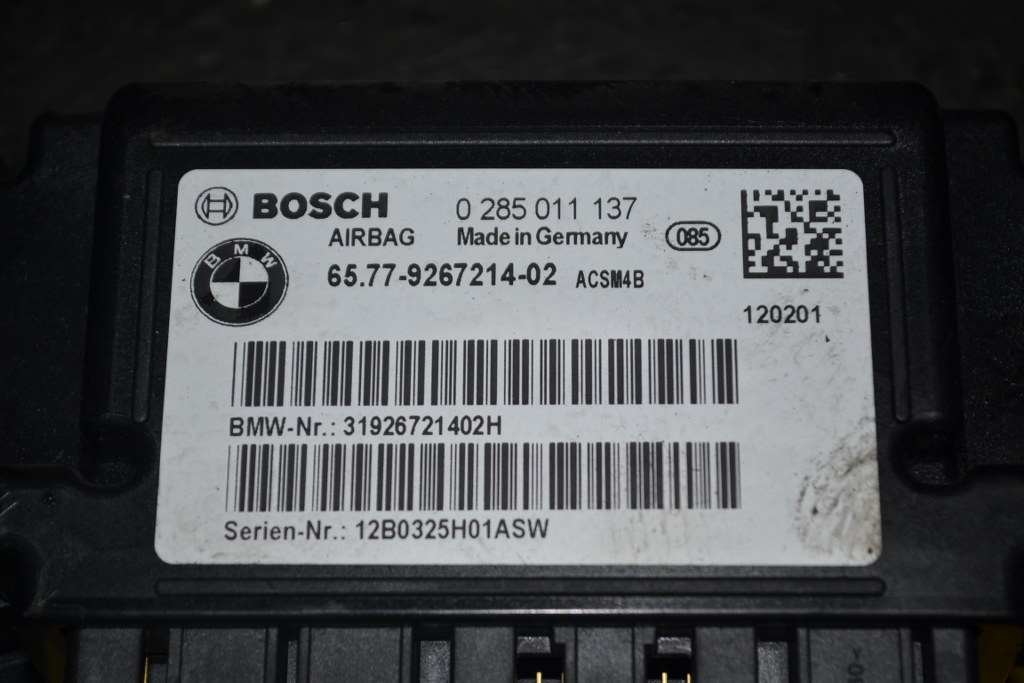 BOSCH 0 285 011 137
AIRBAG Made in Germany 085
BMW
65.77-9267214-02 ACSM4B
120201
BMW-Nr.: 31926721402H
Serien-Nr.: 12B0325H01ASW